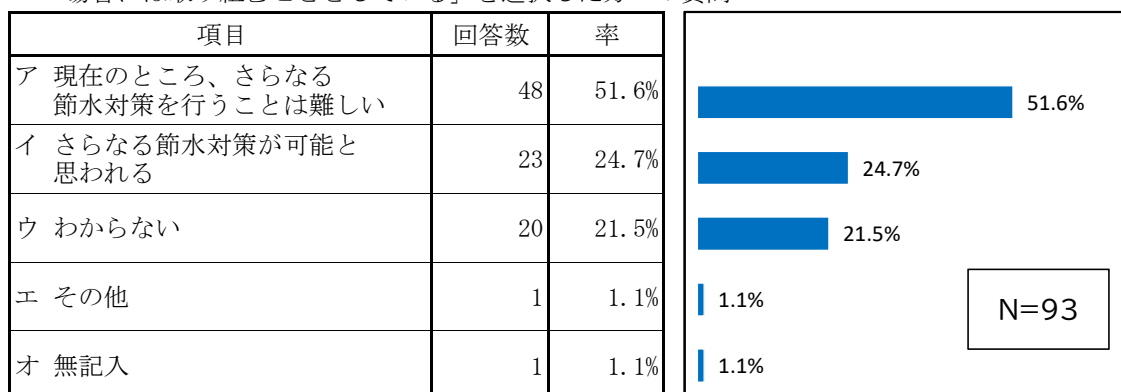 項目 回答数 率
ア 現在のところ、さらなる
節水対策を行うことは難しい 48 51.6%
イ さらなる節水対策が可能と
思われる 23 24.7%
ウ わからない 20 21.5%
エ その他 1 1.1%
オ 無記入 1 1.1%
51.6%
24.7%
21.5%
1.1%
1.1%
N=93